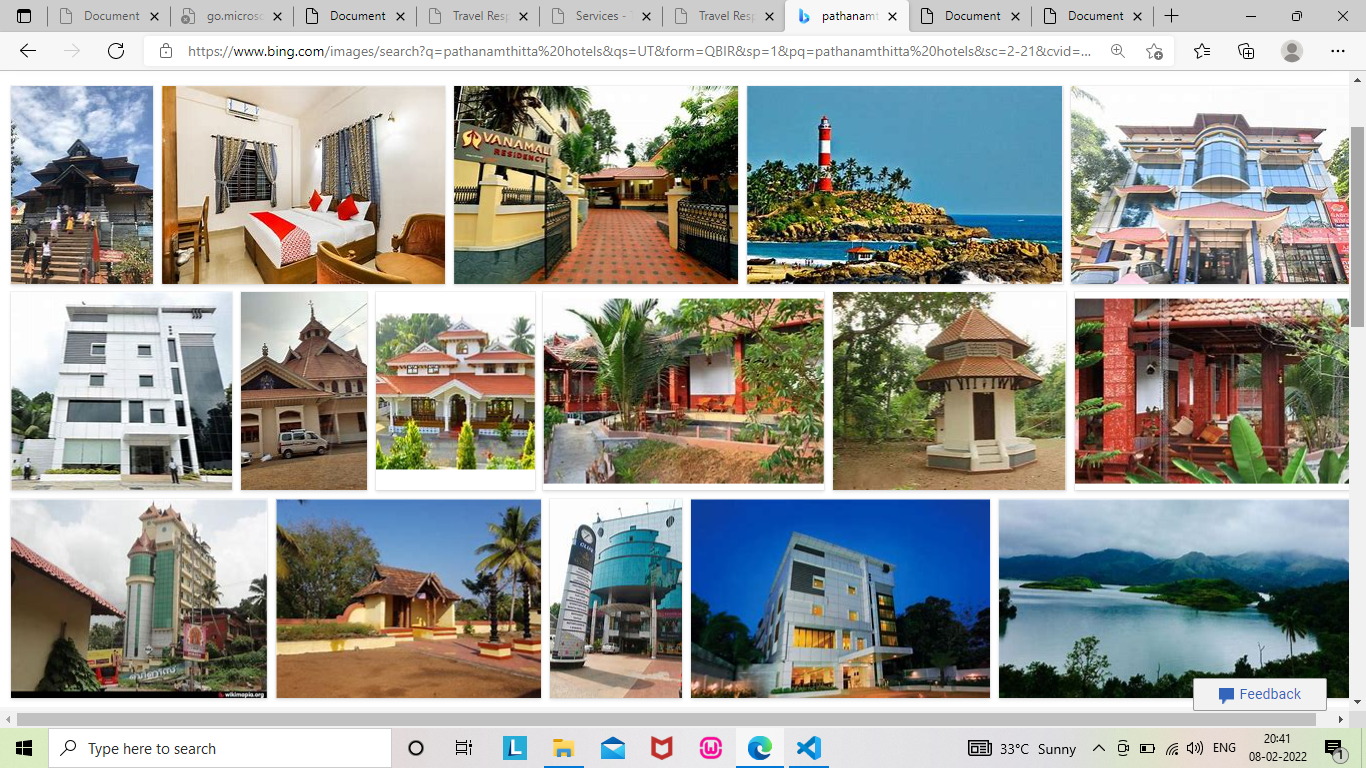 Document
go.microso
Document
Travel Resp
Services - T
Travel Resp
pathanamt
Document
Document
https://www.bing.com/images/search?q=pathanamthitta%20hotels&qs=UT&form=QBIR&sp=1&pq=pathanamthitta%20hotels&sc=2-21&cvid=...
VANAMALI
RESIDENCY
wikimapia.org
Feedback
Type here to search
33°C Sunny
ENG
20:41
08-02-2022
1